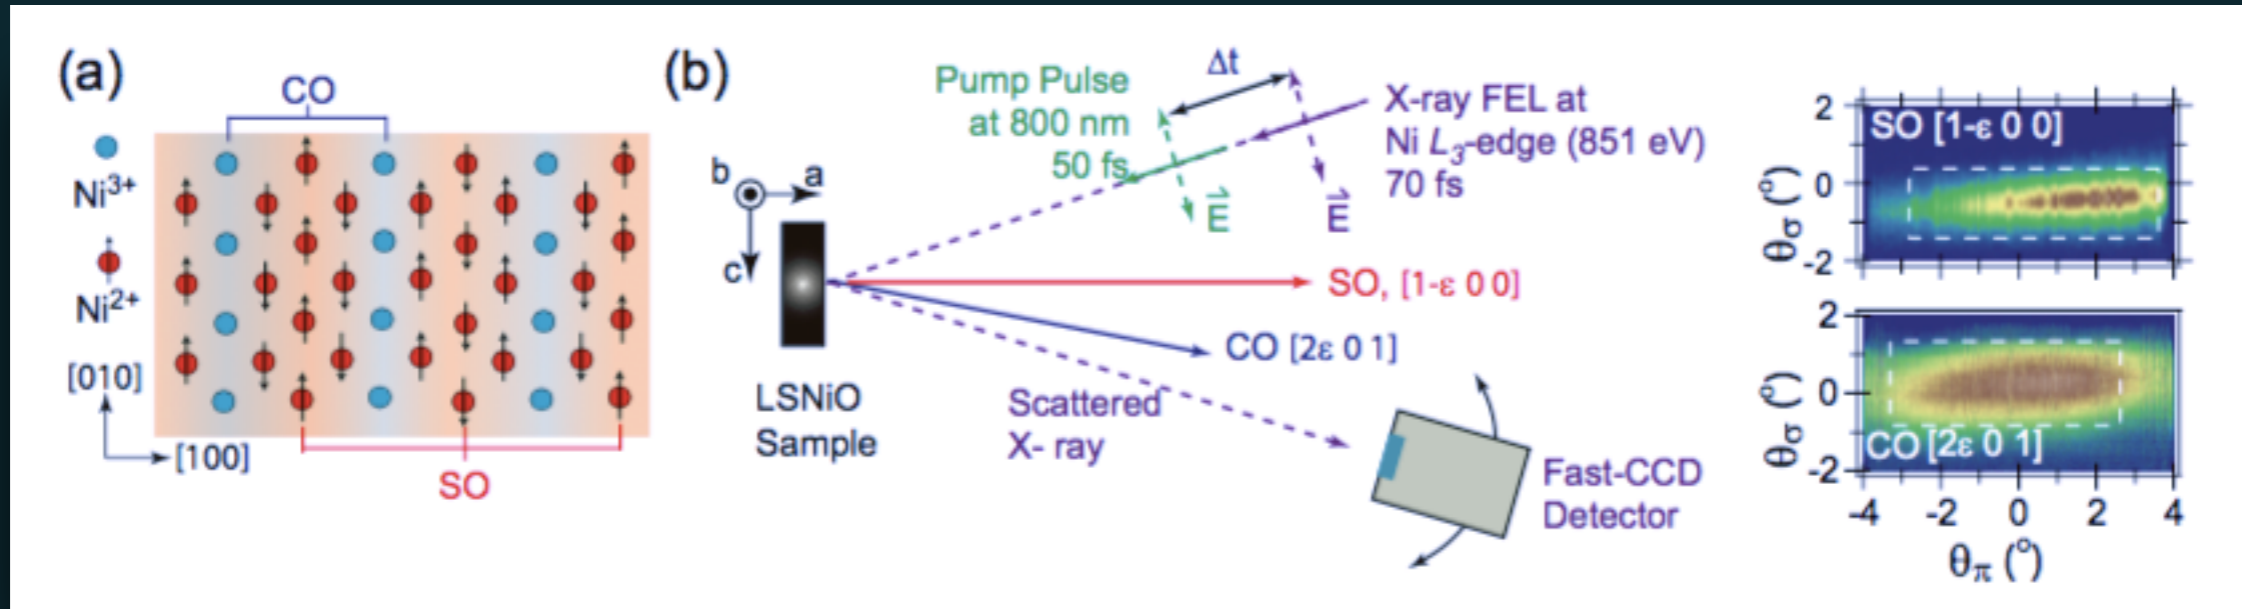 (a)
CO
Ni3+
Ni2+
[010]
[100]
SO
(b)
Pump Pulse
at 800 nm
50 fs
Δt
X-ray FEL at
Ni L3-edge (851 eV)
70 fs
E
E
b
a
c
SO, [1-ε 0 0]
CO [2ε 0 1]
LSNiO
Sample
Scattered
X- ray
Fast-CCD
Detector
SO [1-ε 0 0]
2
0
-2
θσ (°)
CO [2ε 0 1]
2
0
-2
θσ (°)
-4 -2 0 2 4
θπ (°)